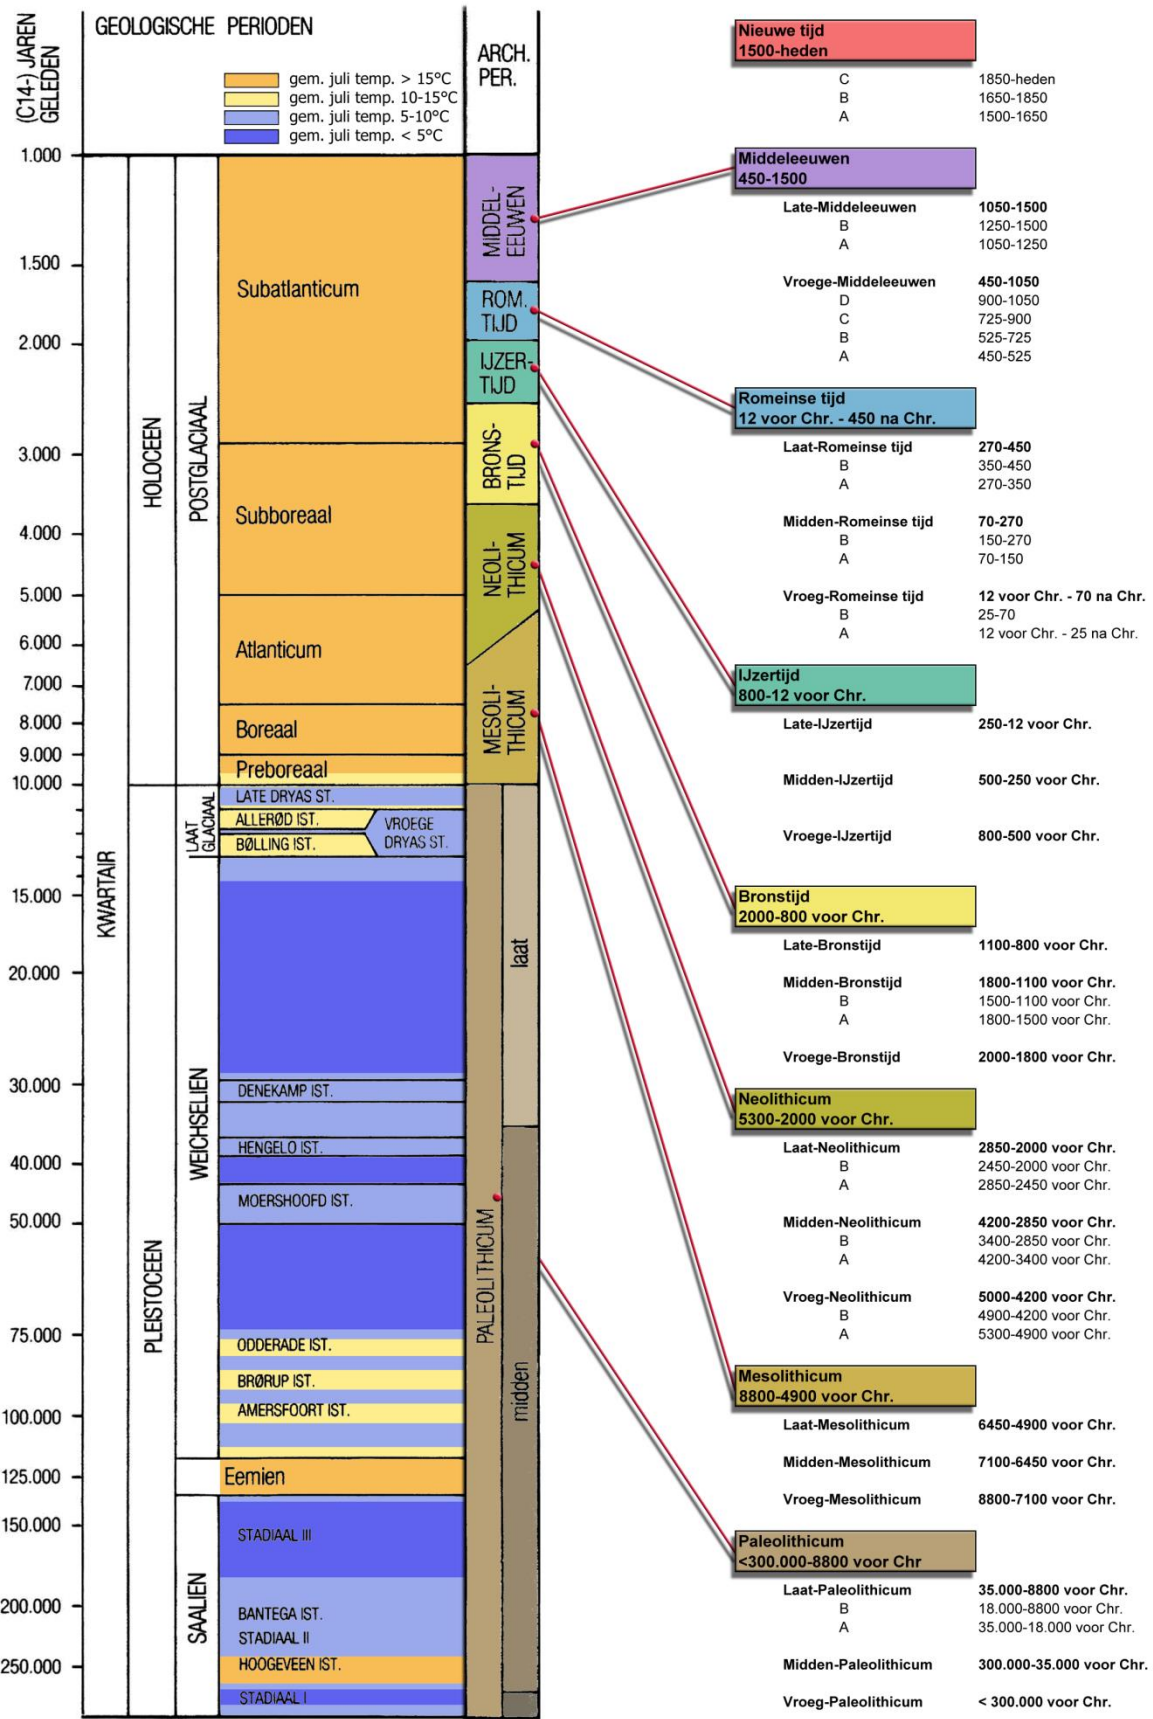 (C14-) JAREN
GELEDEN
GEOLOGISCHE PERIODEN
gem. juli temp. > 15°C
gem. juli temp. 10-15°C
gem. juli temp. 5-10°C
gem. juli temp. < 5°C
ARCH.
PER.
1.000
1.500
2.000
3.000
4.000
5.000
6.000
7.000
8.000
9.000
10.000
15.000
20.000
30.000
40.000
50.000
75.000
100.000
125.000
150.000
200.000
250.000
KWARTAIR
HOLOCEEN
PLEISTOCEEN
POSTGLACIAAL
LAAT
GLACIAAL
WEICHSELIEN
SAALIEN
Subatlanticum
Subboreaal
Atlanticum
Boreaal
Preboreaal
LATE DRYAS ST.
ALLERØD IST.
VROEGE
DRYAS ST.
BØLLING IST.
DENEKAMP IST.
HENGELO IST.
MOERSHOOFD IST.
ODDERADE IST.
BRØRUP IST.
AMERSFOORT IST.
Eemien
STADIAAL III
BANTEGA IST.
STADIAAL II
HOOGEVEEN IST.
STADIAAL I
MIDDEL-
EEUWEN
ROM.
TIJD
IJZER-
TIJD
BRONS-
TIJD
NEOLI-
THICUM
MESOLI-
THICUM
PALEOLITHICUM
laat
midden
Nieuwe tijd
1500-heden
C 1850-heden
B 1650-1850
A 1500-1650
Middeleeuwen
450-1500
Late-Middeleeuwen 1050-1500
B 1250-1500
A 1050-1250
Vroege-Middeleeuwen 450-1050
D 900-1050
C 725-900
B 525-725
A 450-525
Romeinse tijd
12 voor Chr. - 450 na Chr.
Laat-Romeinse tijd 270-450
B 350-450
A 270-350
Midden-Romeinse tijd 70-270
B 150-270
A 70-150
Vroeg-Romeinse tijd 12 voor Chr. - 70 na Chr.
B 25-70
A 12 voor Chr. - 25 na Chr.
IJzertijd
800-12 voor Chr.
Late-IJzertijd 250-12 voor Chr.
Midden-IJzertijd 500-250 voor Chr.
Vroege-IJzertijd 800-500 voor Chr.
Bronstijd
2000-800 voor Chr.
Late-Bronstijd 1100-800 voor Chr.
Midden-Bronstijd 1800-1100 voor Chr.
B 1500-1100 voor Chr.
A 1800-1500 voor Chr.
Vroege-Bronstijd 2000-1800 voor Chr.
Neolithicum
5300-2000 voor Chr.
Laat-Neolithicum 2850-2000 voor Chr.
B 2450-2000 voor Chr.
A 2850-2450 voor Chr.
Midden-Neolithicum 4200-2850 voor Chr.
B 3400-2850 voor Chr.
A 4200-3400 voor Chr.
Vroeg-Neolithicum 5000-4200 voor Chr.
B 4900-4200 voor Chr.
A 5300-4900 voor Chr.
Mesolithicum
8800-4900 voor Chr.
Laat-Mesolithicum 6450-4900 voor Chr.
Midden-Mesolithicum 7100-6450 voor Chr.
Vroeg-Mesolithicum 8800-7100 voor Chr.
Paleolithicum
<300.000-8800 voor Chr
Laat-Paleolithicum 35.000-8800 voor Chr.
B 18.000-8800 voor Chr.
A 35.000-18.000 voor Chr.
Midden-Paleolithicum 300.000-35.000 voor Chr.
Vroeg-Paleolithicum < 300.000 voor Chr.